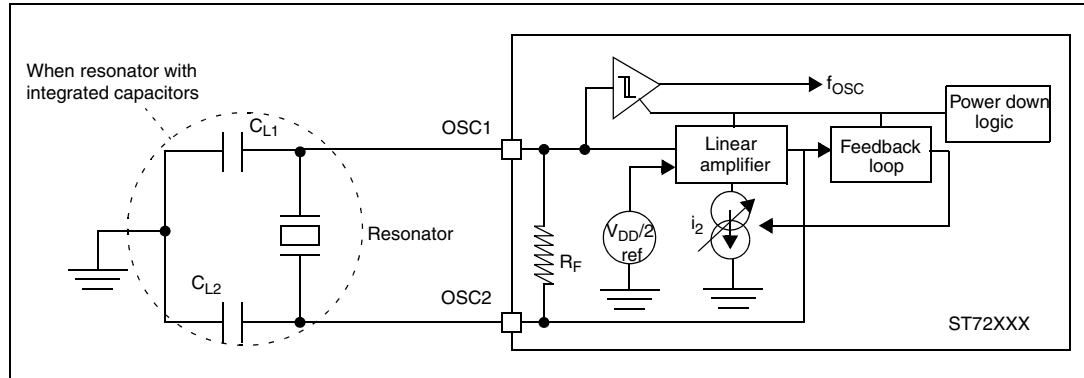 When resonator with
integrated capacitors
CL1
OSC1
fOSC
Power down
logic
Linear
amplifier
Feedback
loop
Resonator
RF
VDD/2
ref
i2
CL2
OSC2
ST72XXX